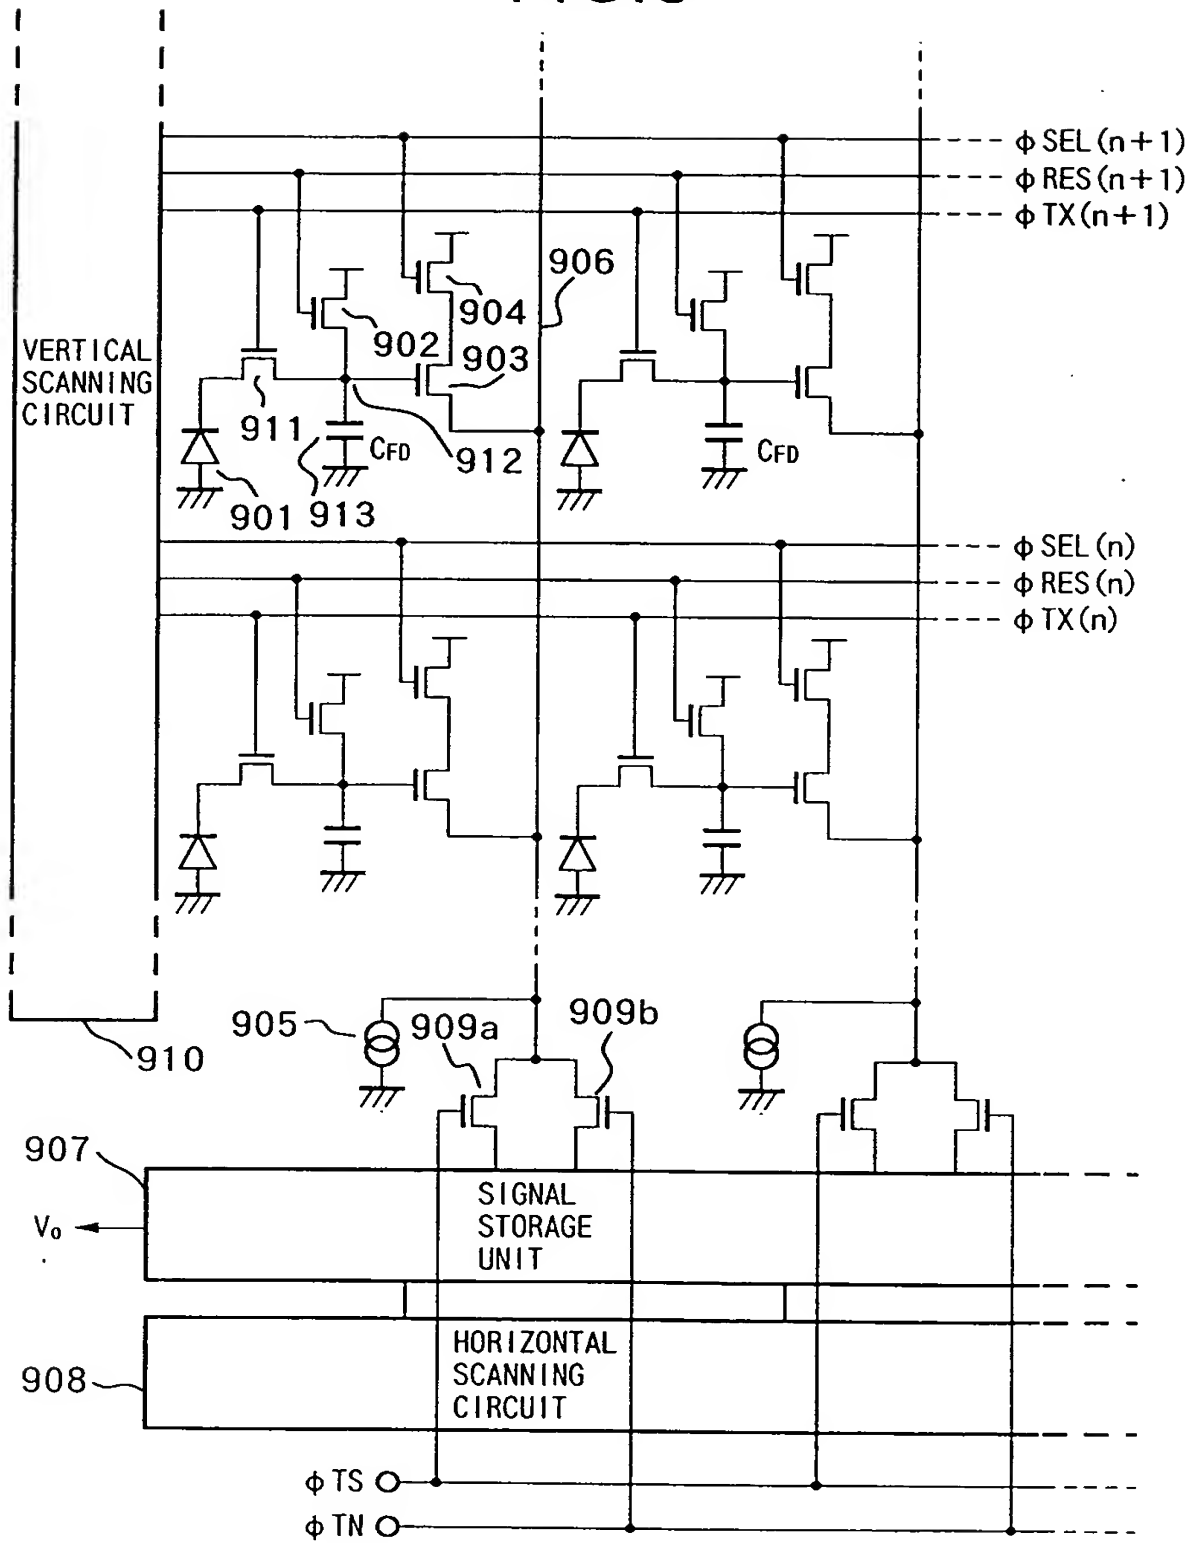 φSEL(n+1)
φRES(n+1)
φTX(n+1)
906
904
902
903
VERTICAL
SCANNING
CIRCUIT
911
CFD
912
CFD
901
913
φSEL(n)
φRES(n)
φTX(n)
905
909a
909b
910
907
SIGNAL
STORAGE
UNIT
Vo
HORIZONTAL
SCANNING
CIRCUIT
908
φTS
φTN